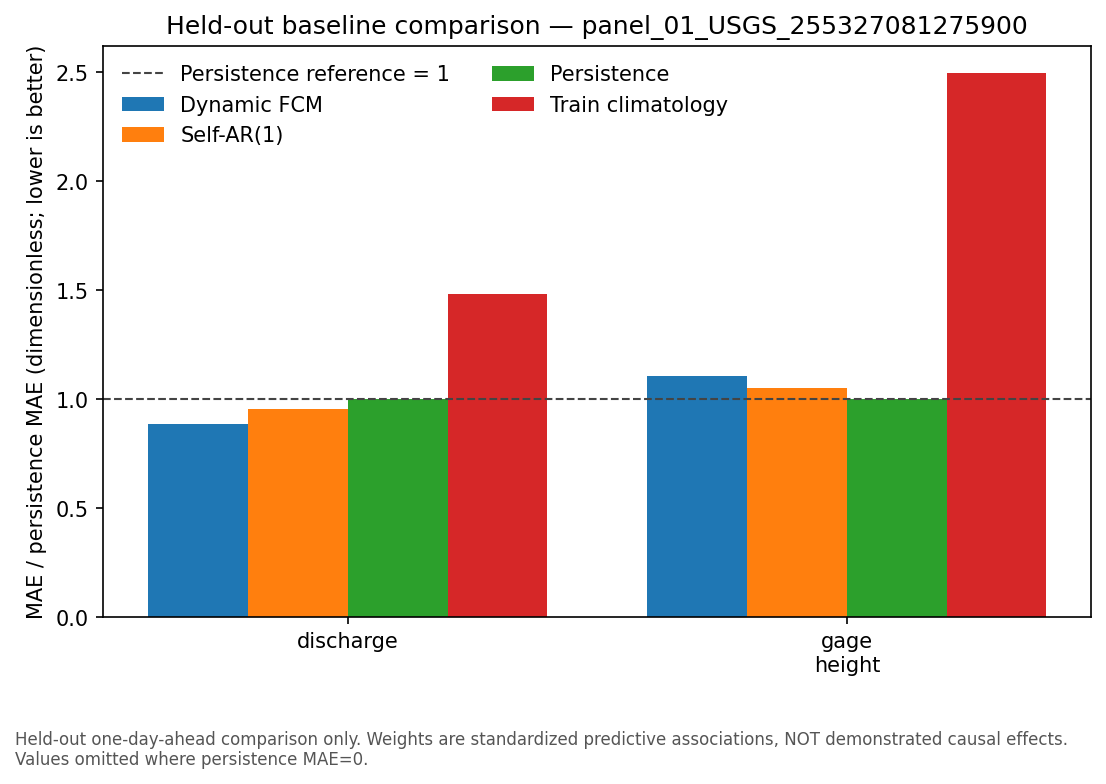 Held-out baseline comparison — panel_01_USGS_255327081275900
MAE / persistence MAE (dimensionless; lower is better)
2.5
2.0
1.5
1.0
0.5
0.0
Persistence reference = 1
Dynamic FCM
Self-AR(1)
Persistence
Train climatology
discharge
gage
height
Held-out one-day-ahead comparison only. Weights are standardized predictive associations, NOT demonstrated causal effects.
Values omitted where persistence MAE=0.